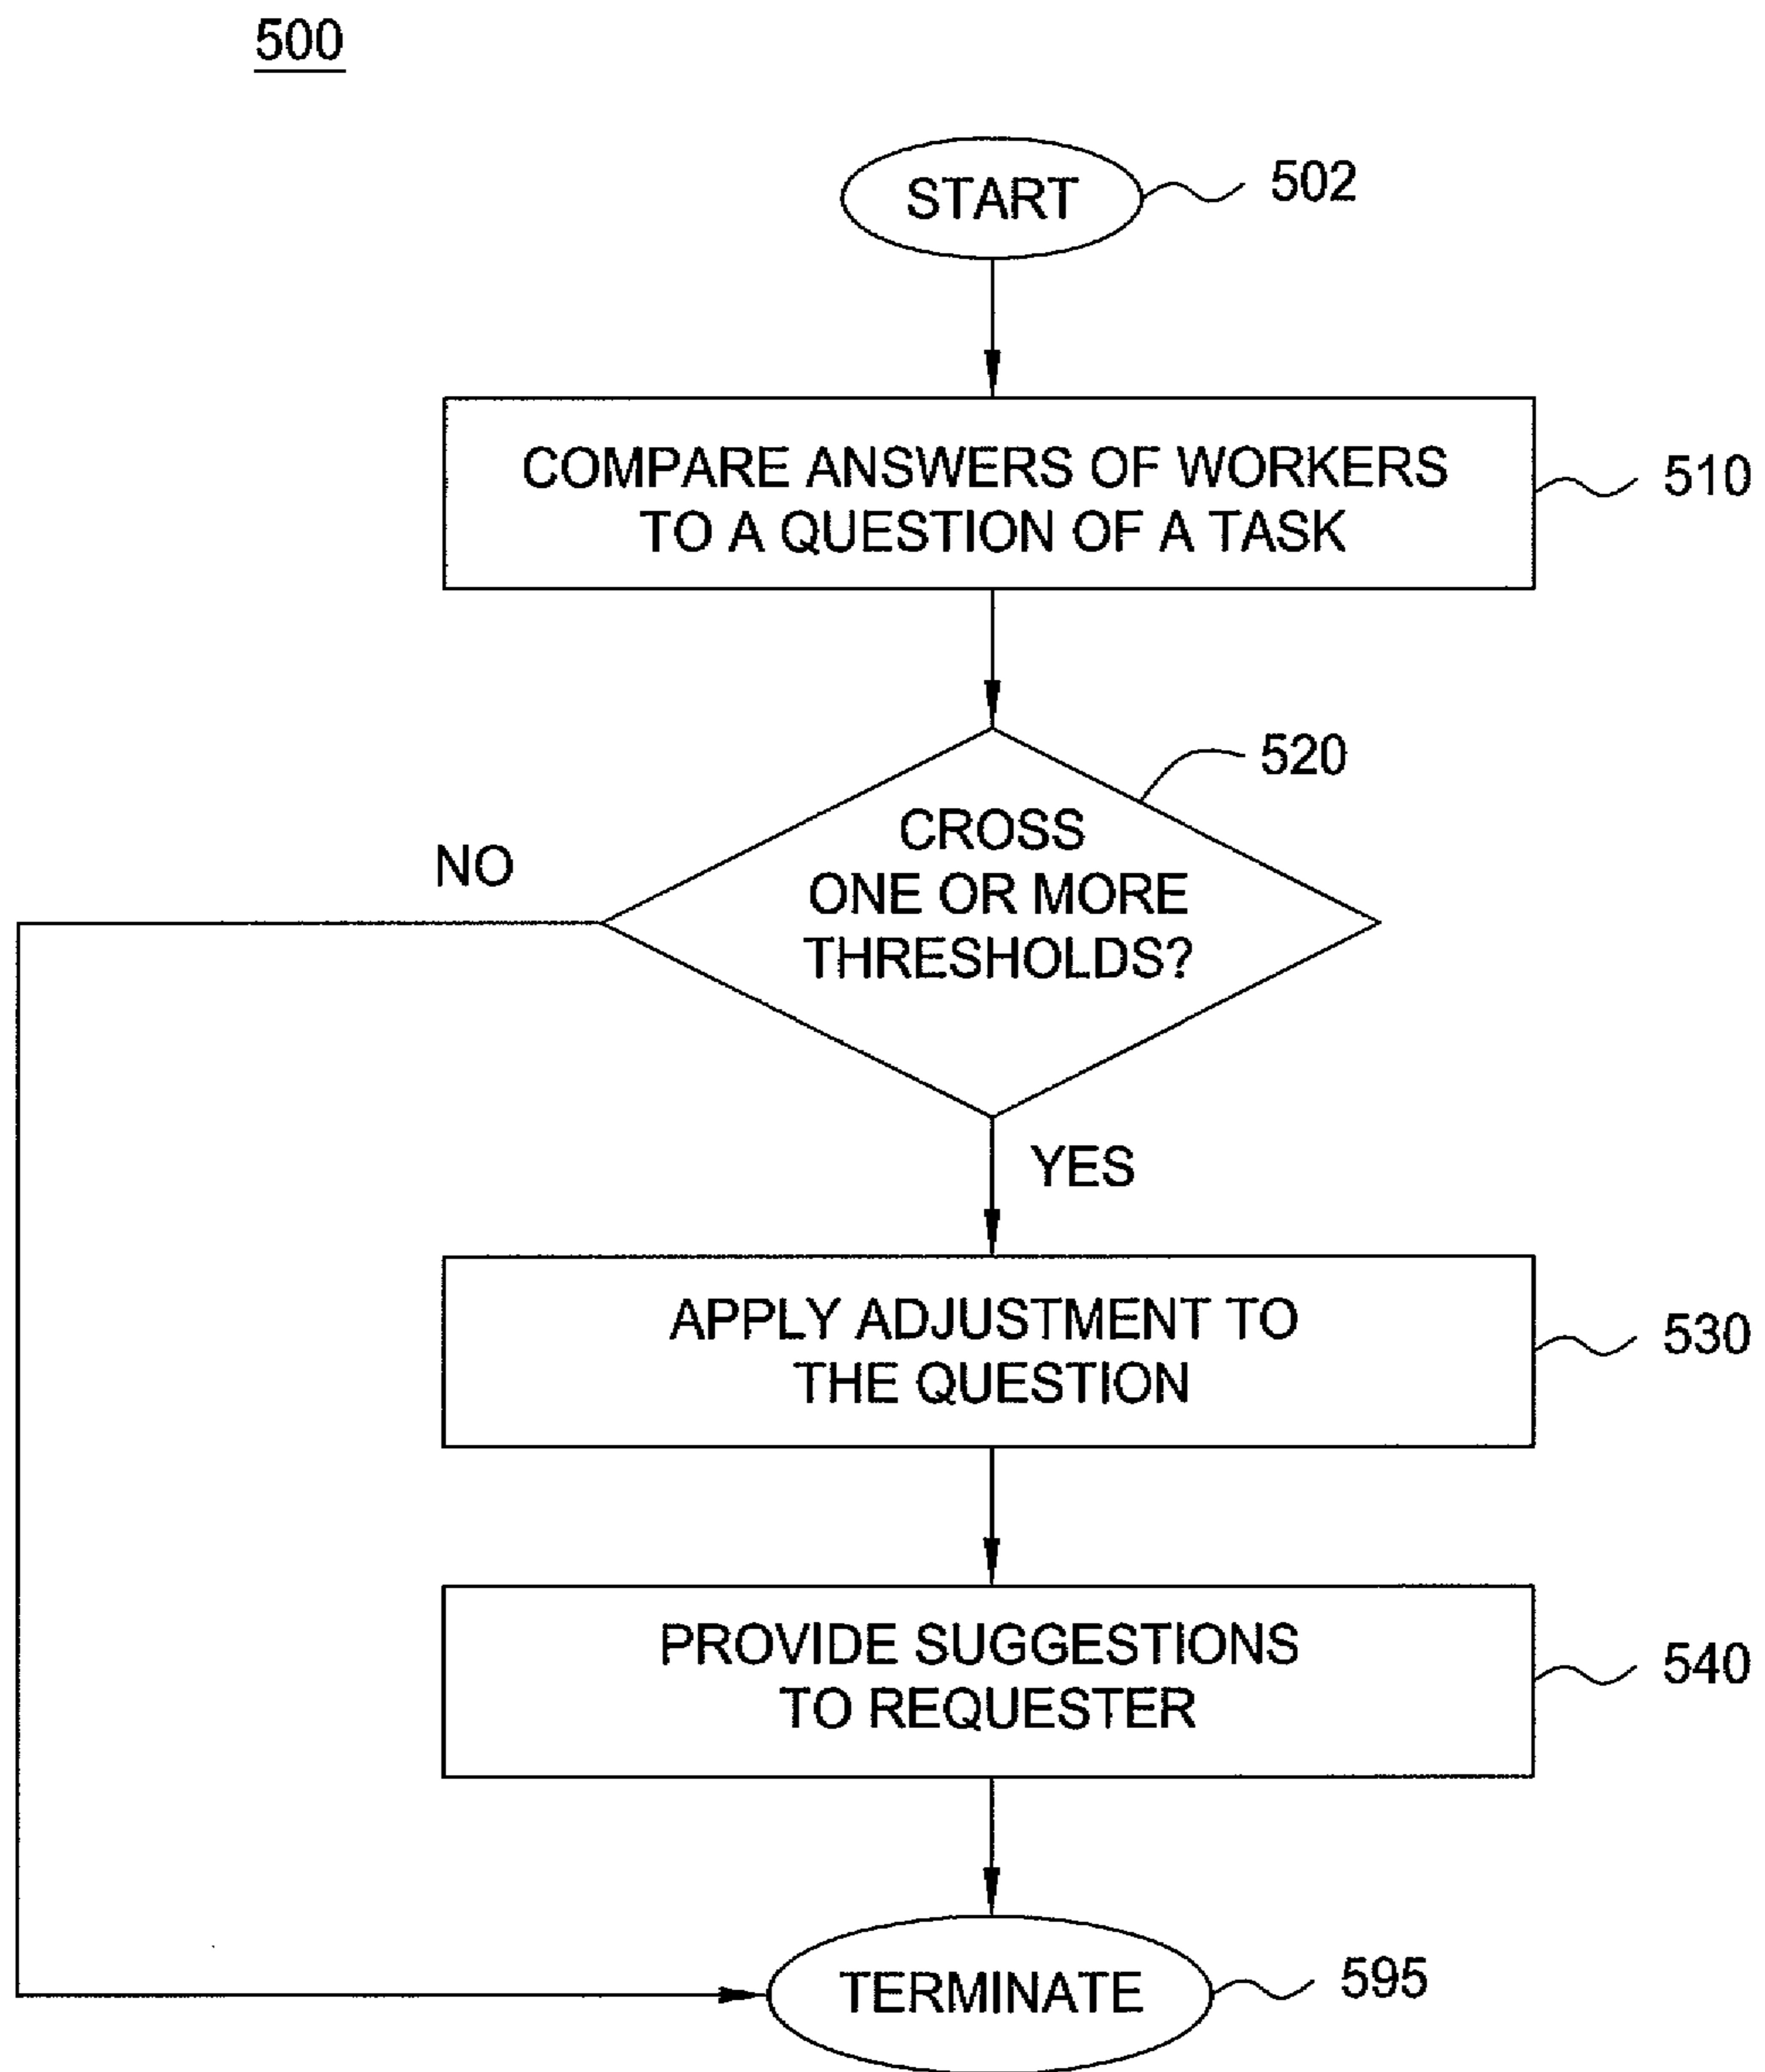 500
START
502
COMPARE ANSWERS OF WORKERS
TO A QUESTION OF A TASK
510
520
CROSS
ONE OR MORE
THRESHOLDS?
NO
YES
APPLY ADJUSTMENT TO
THE QUESTION
530
PROVIDE SUGGESTIONS
TO REQUESTER
540
TERMINATE
595